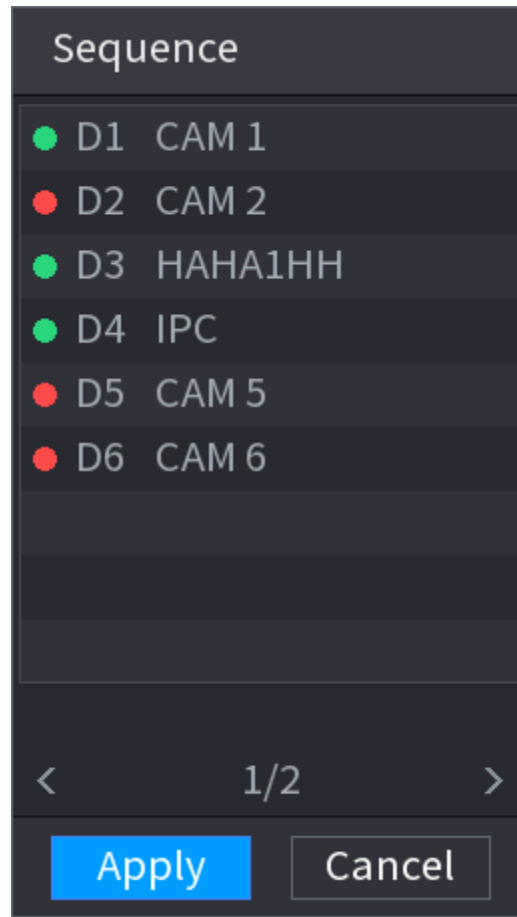 Sequence
D1 CAM 1
D2 CAM 2
D3 HAHA1HH
D4 IPC
D5 CAM 5
D6 CAM 6
< 1/2 >
Apply Cancel